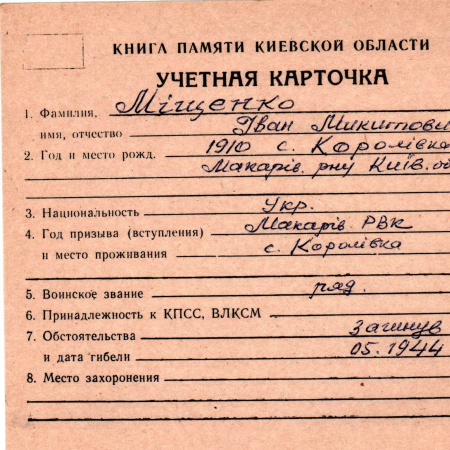 КНИГА ПАМЯТИ КИЕВСКОЙ ОБЛАСТИ
УЧЕТНАЯ КАРТОЧКА
1. Фамилия, Міщенко
имя, отчество Іван Микитови
2. Год и место рожд. 1910 с. Королівка
Макарів. рну Київ. об
3. Национальность Укр.
4. Год призыва (вступления) Макарів. РВК
и место проживания с. Королівка
5. Воинское звание ряд.
6. Принадлежность к КПСС, ВЛКСМ
7. Обстоятельства Загинув
и дата гибели 05.1944
8. Место захоронения